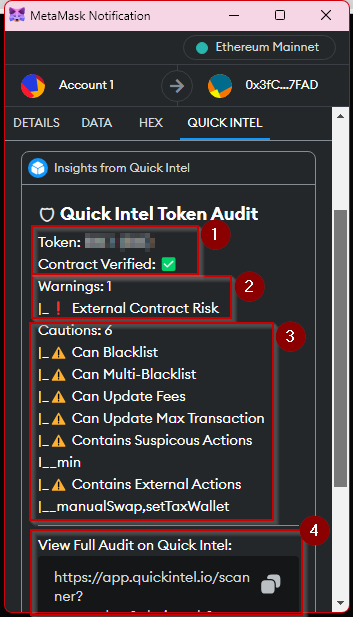 MetaMask Notification
Ethereum Mainnet
Account 1
0x3fC...7FAD
DETAILS DATA HEX QUICK INTEL
Insights from Quick Intel
Quick Intel Token Audit
1
Token:
Contract Verified: ✅
2
Warnings: 1
|_❗ External Contract Risk
3
Cautions: 6
|_⚠ Can Blacklist
|_⚠ Can Multi-Blacklist
|_⚠ Can Update Fees
|_⚠ Can Update Max Transaction
|_⚠ Contains Suspicous Actions
|__min
|_⚠ Contains External Actions
|__manualSwap,setTaxWallet
4
View Full Audit on Quick Intel:
https://app.quickintel.io/scan
ner?